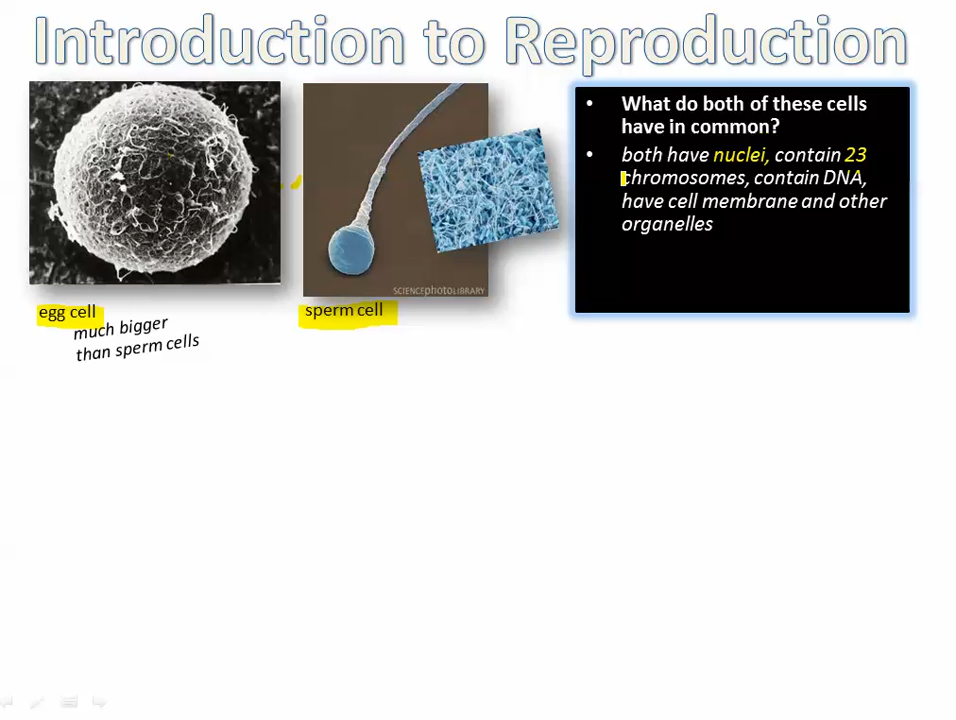 Introduction to Reproduction
SCIENCEphotoLIBRARY
egg cell
much bigger
than sperm cells
sperm cell
• What do both of these cells
have in common?
• both have nuclei, contain 23
chromosomes, contain DNA,
have cell membrane and other
organelles